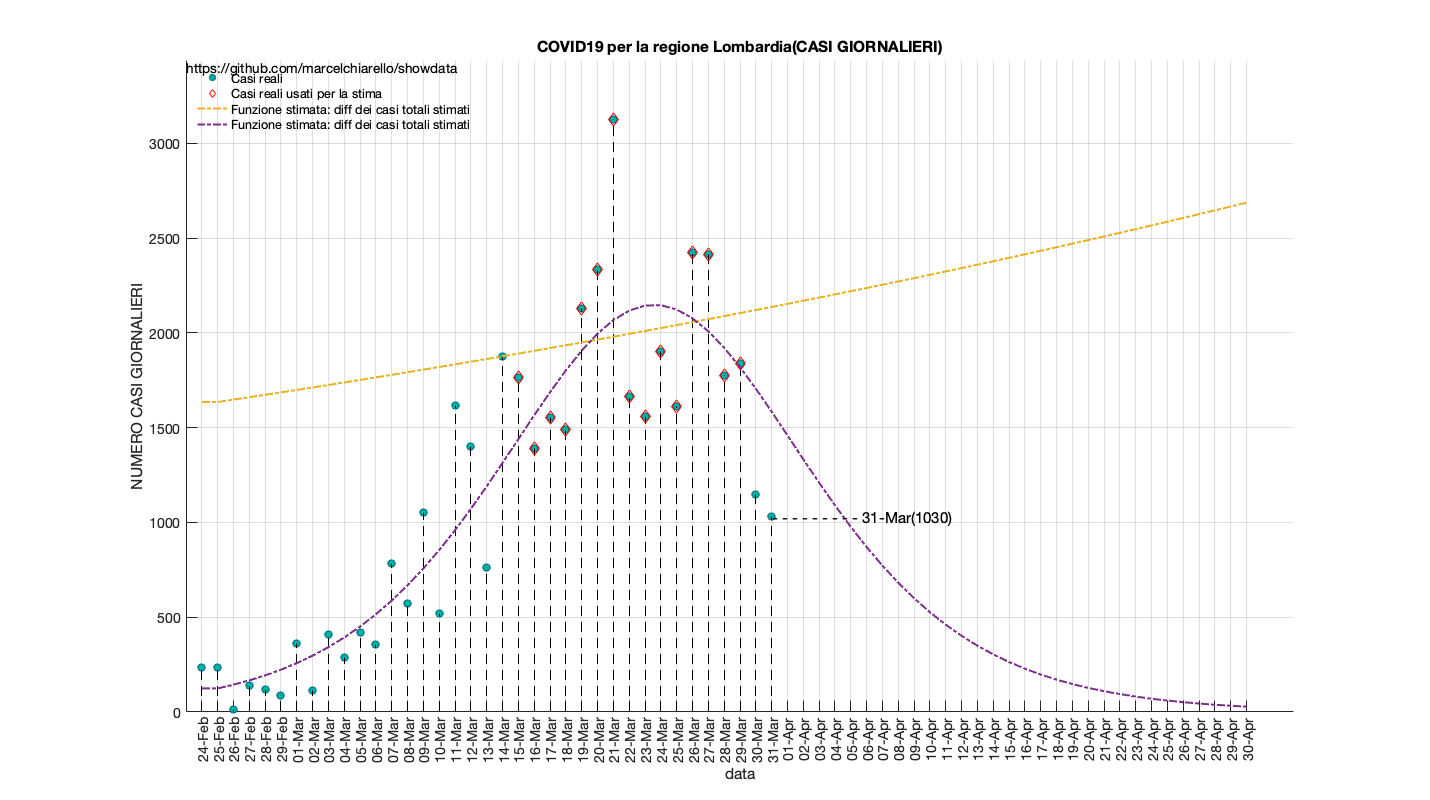 COVID19 per la regione Lombardia(CASI GIORNALIERI)
https://github.com/marcelchiarello/showdata
Casi reali
Casi reali usati per la stima
Funzione stimata: diff dei casi totali stimati
Funzione stimata: diff dei casi totali stimati
NUMERO CASI GIORNALIERI
3000
2500
2000
1500
1000
500
0
31-Mar(1030)
24-Feb
25-Feb
26-Feb
27-Feb
28-Feb
29-Feb
01-Mar
02-Mar
03-Mar
04-Mar
05-Mar
06-Mar
07-Mar
08-Mar
09-Mar
10-Mar
11-Mar
12-Mar
13-Mar
14-Mar
15-Mar
16-Mar
17-Mar
18-Mar
19-Mar
20-Mar
21-Mar
22-Mar
23-Mar
24-Mar
25-Mar
26-Mar
27-Mar
28-Mar
29-Mar
30-Mar
31-Mar
01-Apr
02-Apr
03-Apr
04-Apr
05-Apr
06-Apr
07-Apr
08-Apr
09-Apr
10-Apr
11-Apr
12-Apr
13-Apr
14-Apr
15-Apr
16-Apr
17-Apr
18-Apr
19-Apr
20-Apr
21-Apr
22-Apr
23-Apr
24-Apr
25-Apr
26-Apr
27-Apr
28-Apr
29-Apr
30-Apr
data